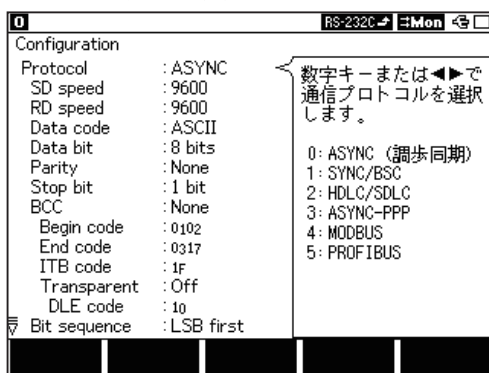 0 RS-232C Mon
Configuration
Protocol :ASYNC
SD speed :9600
RD speed :9600
Data code :ASCII
Data bit :8 bits
Parity :None
Stop bit :1 bit
BCC :None
Begin code :0102
End code :0317
ITB code :1F
Transparent :Off
DLE code :10
Bit sequence :LSB first
数字キーまたは◀▶で
通信プロトコルを選択
します。
0:ASYNC (調歩同期)
1:SYNC/BSC
2:HDLC/SDLC
3:ASYNC-PPP
4:MODBUS
5:PROFIBUS